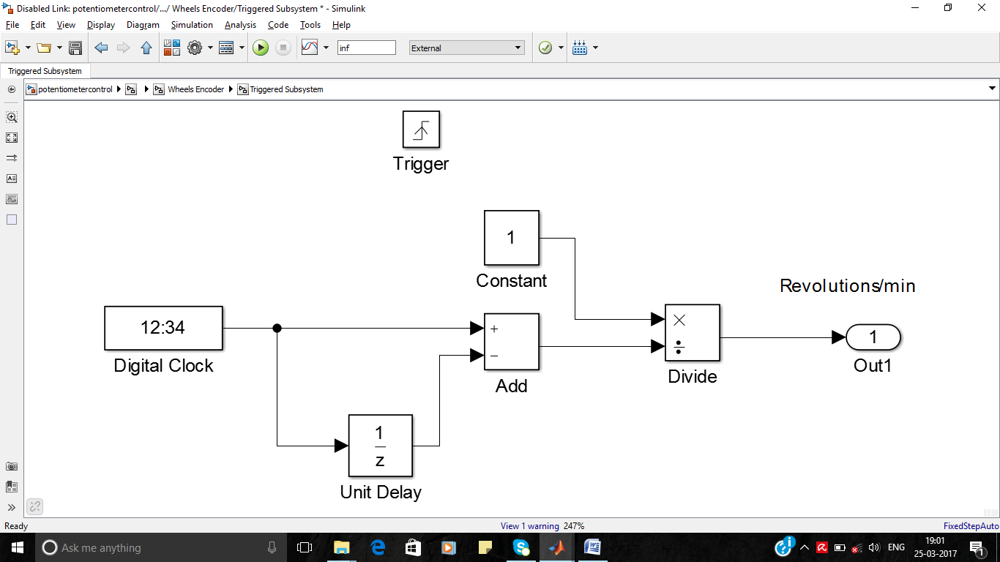 Disabled Link: potentiometercontrol/.../ Wheels Encoder/Triggered Subsystem * - Simulink
File Edit View Display Diagram Simulation Analysis Code Tools Help
inf External
Triggered Subsystem
potentiometercontrol Wheels Encoder Triggered Subsystem
Trigger
1
Constant
Revolutions/min
12:34
Digital Clock
+
−
Add
×
÷
Divide
1
Out1
1
z
Unit Delay
Ready View 1 warning 247% FixedStepAuto
Ask me anything
ENG
19:01
25-03-2017
1